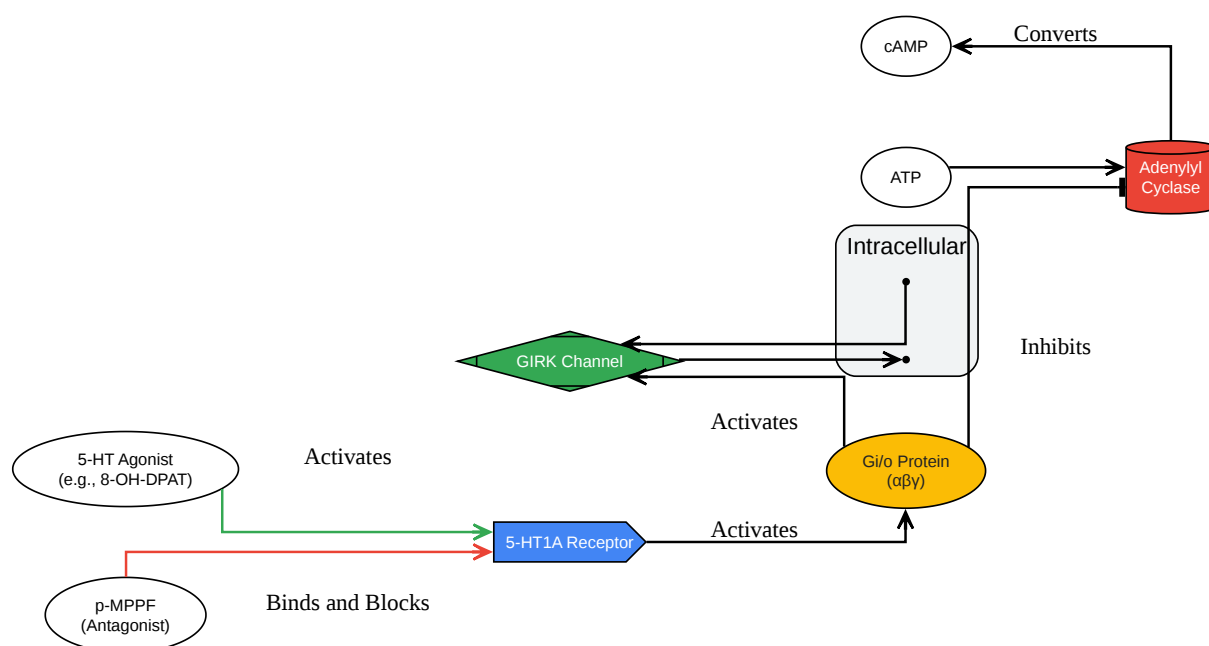 cAMP
Converts
ATP
Adenylyl
Cyclase
Intracellular
GIRK Channel
Inhibits
Activates
5-HT Agonist
(e.g., 8-OH-DPAT)
Activates
Gi/o Protein
(αβγ)
5-HT1A Receptor
Activates
p-MPPF
(Antagonist)
Binds and Blocks